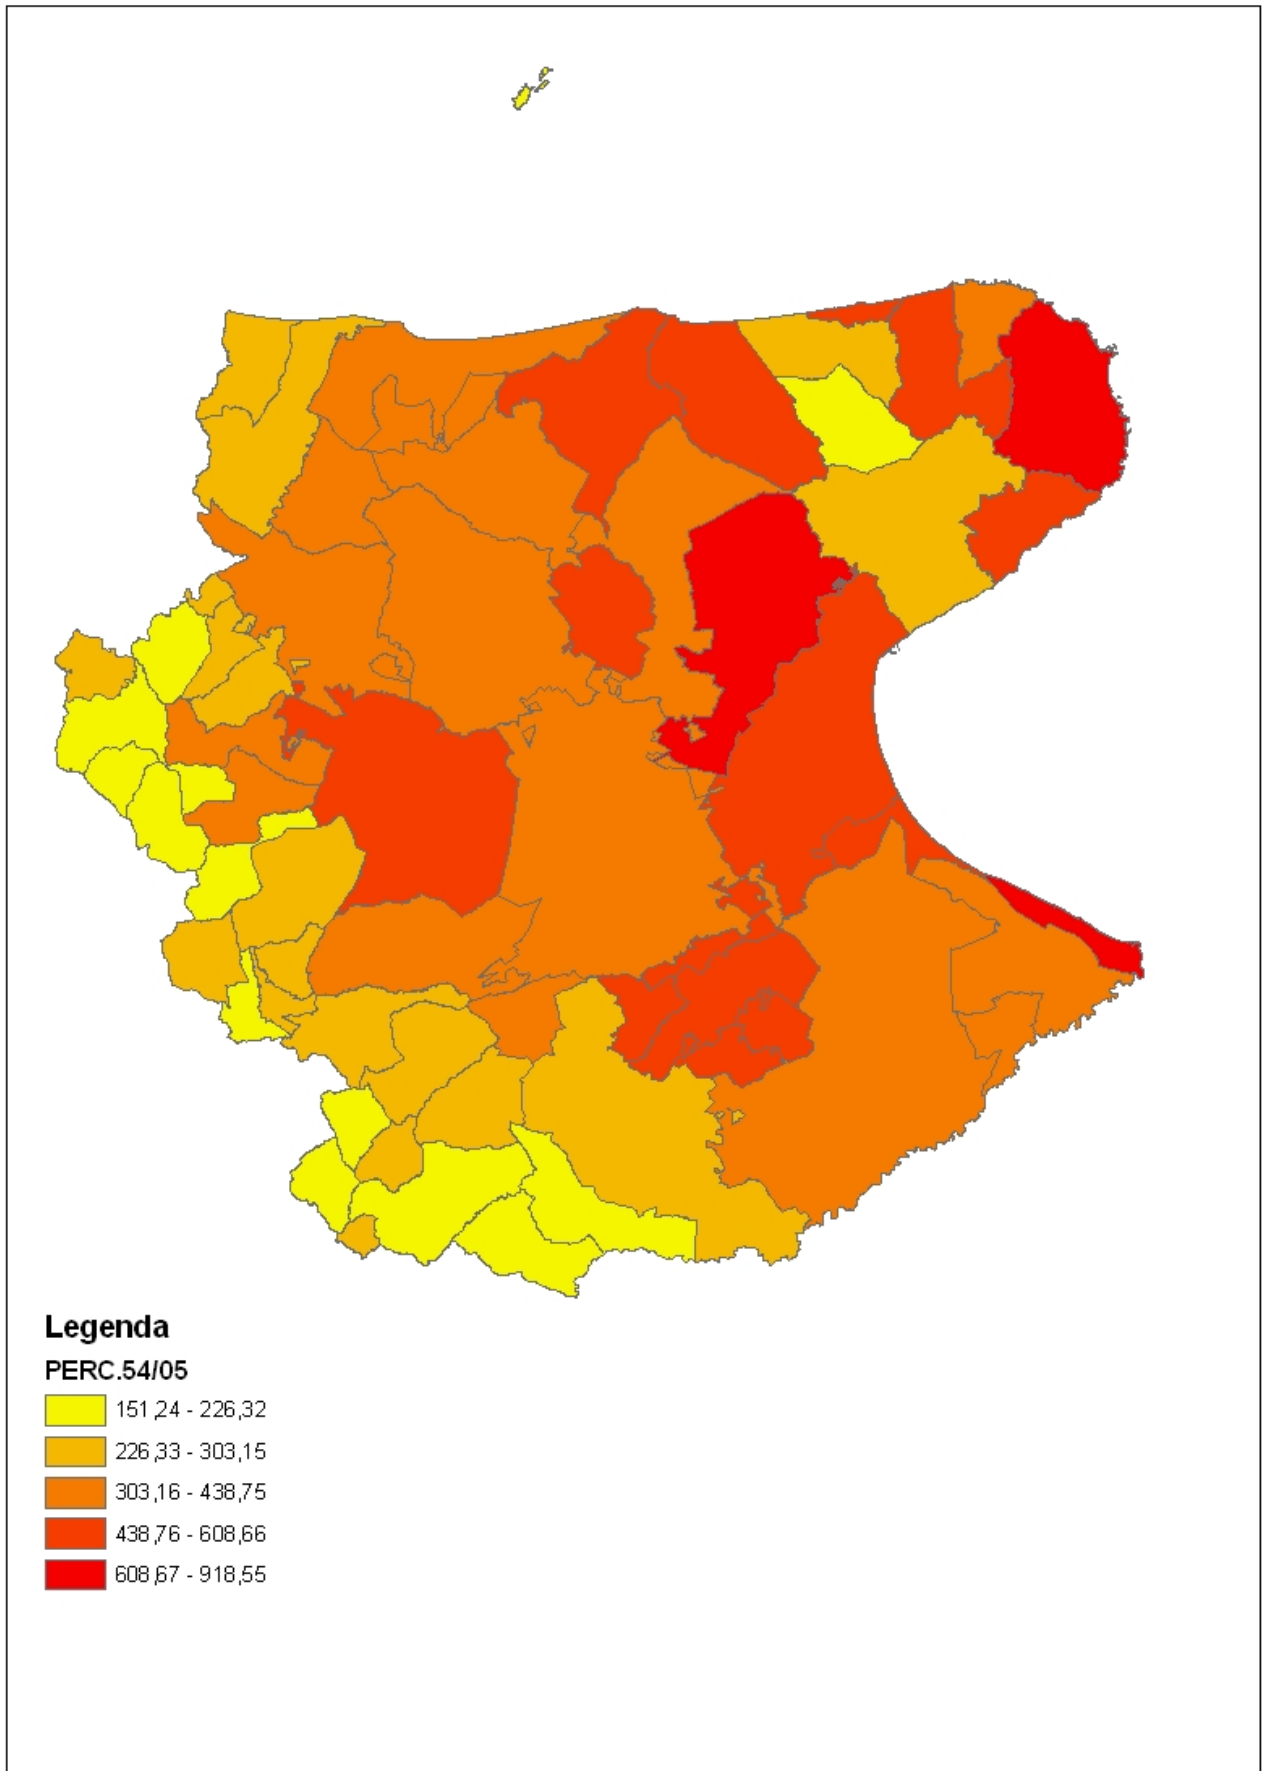 Legenda
PERC.54/05
151,24 - 226,32
226,33 - 303,15
303,16 - 438,75
438,76 - 608,66
608,67 - 918,55